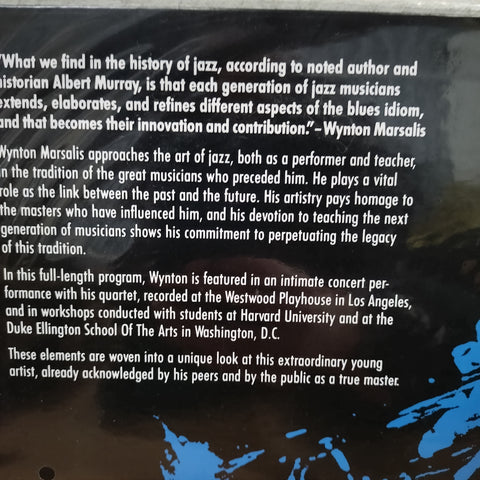 "What we find in the history of jazz, according to noted author and
historian Albert Murray, is that each generation of jazz musicians
extends, elaborates, and refines different aspects of the blues idiom,
and that becomes their innovation and contribution."–Wynton Marsalis
Wynton Marsalis approaches the art of jazz, both as a performer and teacher,
in the tradition of the great musicians who preceded him. He plays a vital
role as the link between the past and the future. His artistry pays homage to
the masters who have influenced him, and his devotion to teaching the next
generation of musicians shows his commitment to perpetuating the legacy
of this tradition.
In this full-length program, Wynton is featured in an intimate concert per-
formance with his quartet, recorded at the Westwood Playhouse in Los Angeles,
and in workshops conducted with students at Harvard University and at the
Duke Ellington School Of The Arts in Washington, D.C.
These elements are woven into a unique look at this extraordinary young
artist, already acknowledged by his peers and by the public as a true master.